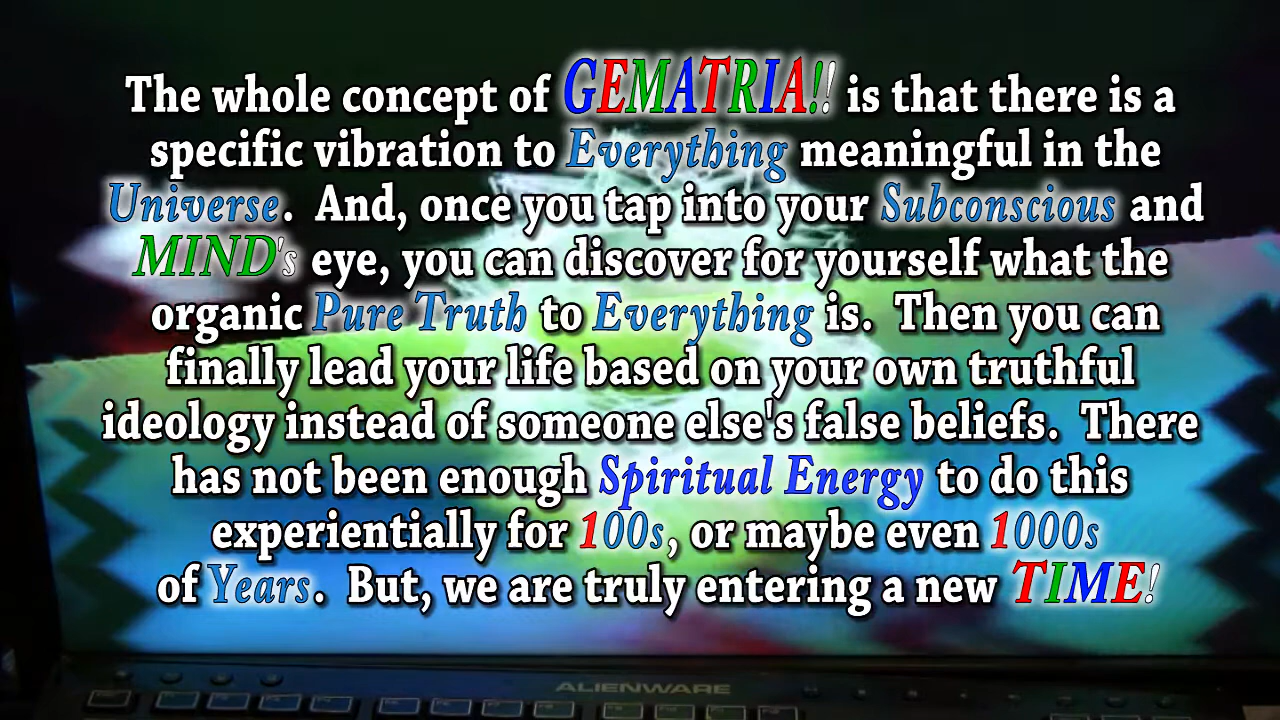 The whole concept of GEMATRIA!! is that there is a
specific vibration to Everything meaningful in the
Universe.  And, once you tap into your Subconscious and
MIND's eye, you can discover for yourself what the
organic Pure Truth to Everything is.  Then you can
finally lead your life based on your own truthful
ideology instead of someone else's false beliefs.  There
has not been enough Spiritual Energy to do this
experientially for 100s, or maybe even 1000s
of Years.  But, we are truly entering a new TIME!
ALIENWARE